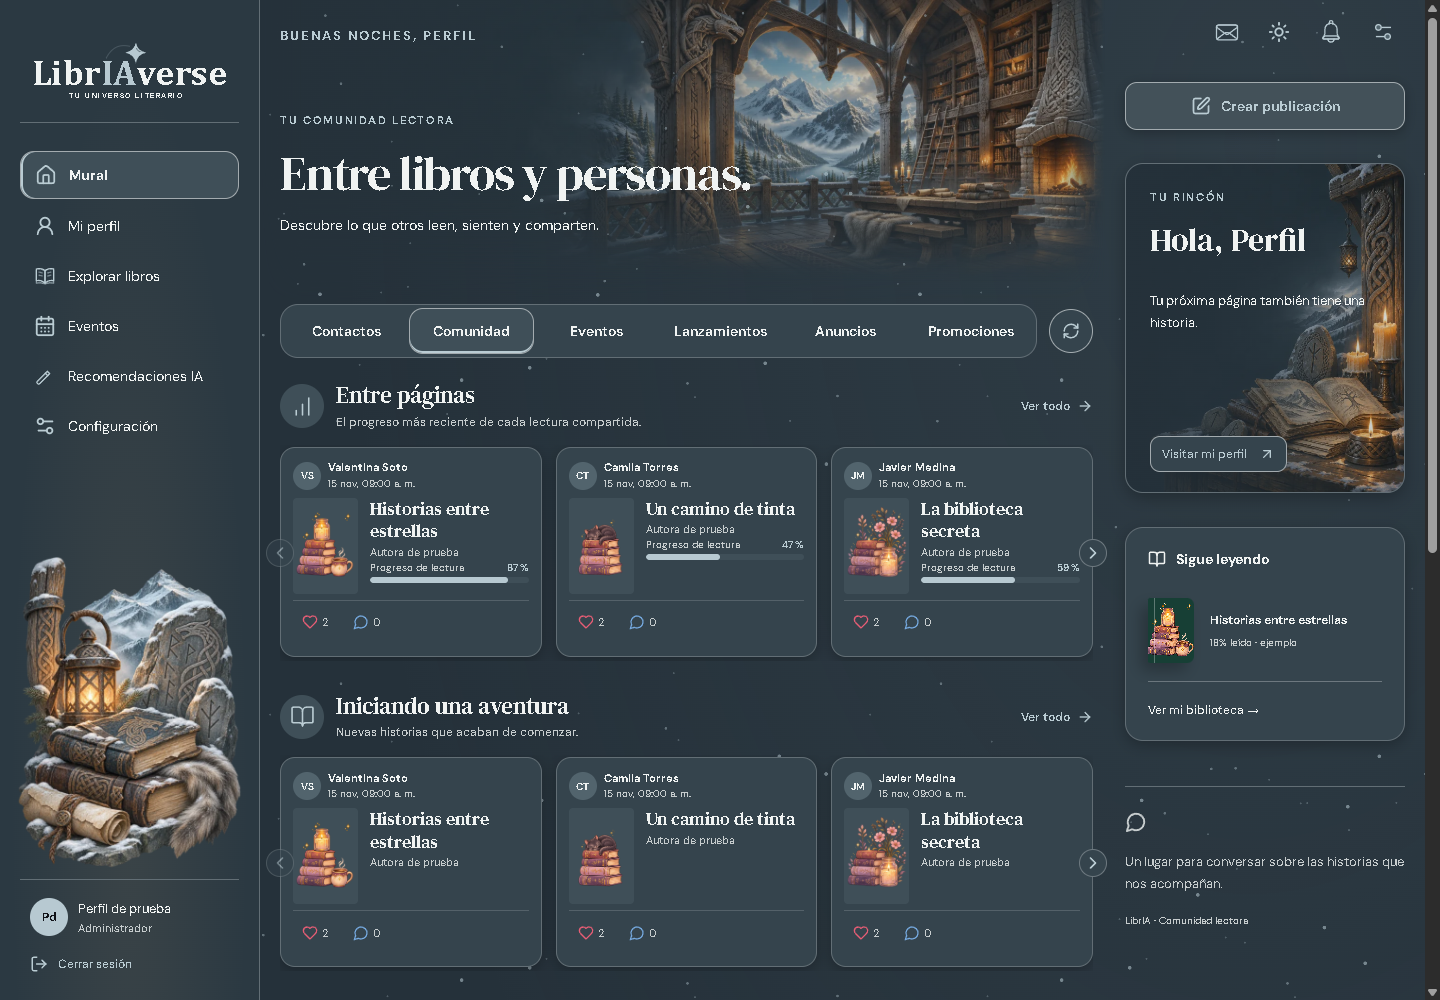 LibrIAverse
TU UNIVERSO LITERARIO
Mural
Mi perfil
Explorar libros
Eventos
Recomendaciones IA
Configuración
Pd
Perfil de prueba
Administrador
Cerrar sesión
BUENAS NOCHES, PERFIL
TU COMUNIDAD LECTORA
Entre libros y personas.
Descubre lo que otros leen, sienten y comparten.
Contactos
Comunidad
Eventos
Lanzamientos
Anuncios
Promociones
Entre páginas
El progreso más reciente de cada lectura compartida.
Ver todo →
VS
Valentina Soto
15 nov, 09:00 a. m.
Historias entre
estrellas
Autora de prueba
Progreso de lectura 87 %
2 0
CT
Camila Torres
15 nov, 09:00 a. m.
Un camino de tinta
Autora de prueba
Progreso de lectura 47 %
2 0
JM
Javier Medina
15 nov, 09:00 a. m.
La biblioteca
secreta
Autora de prueba
Progreso de lectura 59 %
2 0
Iniciando una aventura
Nuevas historias que acaban de comenzar.
Ver todo →
VS
Valentina Soto
15 nov, 09:00 a. m.
Historias entre
estrellas
Autora de prueba
2 0
CT
Camila Torres
15 nov, 09:00 a. m.
Un camino de tinta
Autora de prueba
2 0
JM
Javier Medina
15 nov, 09:00 a. m.
La biblioteca
secreta
Autora de prueba
2 0
Crear publicación
TU RINCÓN
Hola, Perfil
Tu próxima página también tiene una
historia.
Visitar mi perfil
Sigue leyendo
Historias entre estrellas
18% leído · ejemplo
Ver mi biblioteca →
Un lugar para conversar sobre las historias que
nos acompañan.
LibrIA · Comunidad lectora